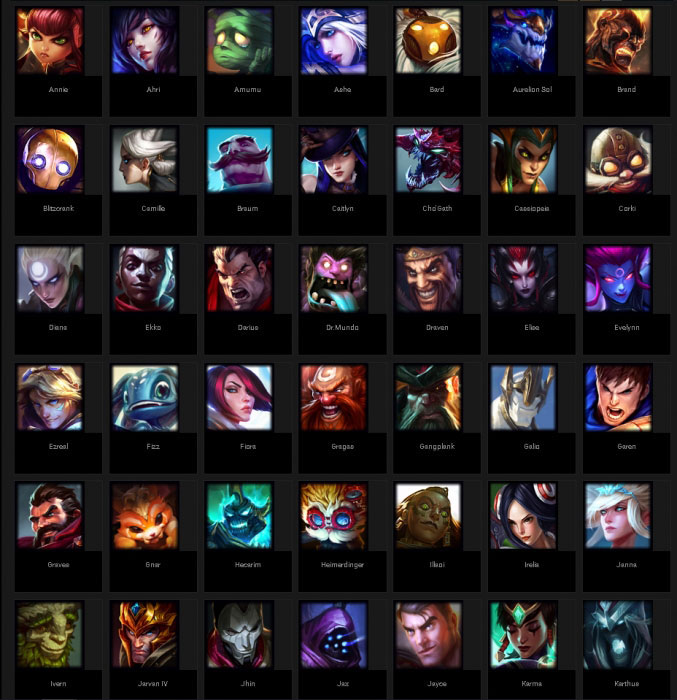 Annie
Ahri
Amumu
Ashe
Bard
Aurelion Sol
Brand
Blitzcrank
Camille
Braum
Caitlyn
Cho'Gath
Cassiopeia
Corki
Diana
Ekko
Darius
Dr.Mundo
Draven
Elise
Evelynn
Ezreal
Fizz
Fiora
Gragas
Gangplank
Galio
Garen
Graves
Gnar
Hecarim
Heimerdinger
Illaoi
Irelia
Janna
Ivern
Jarvan IV
Jhin
Jax
Jayce
Karma
Karthus